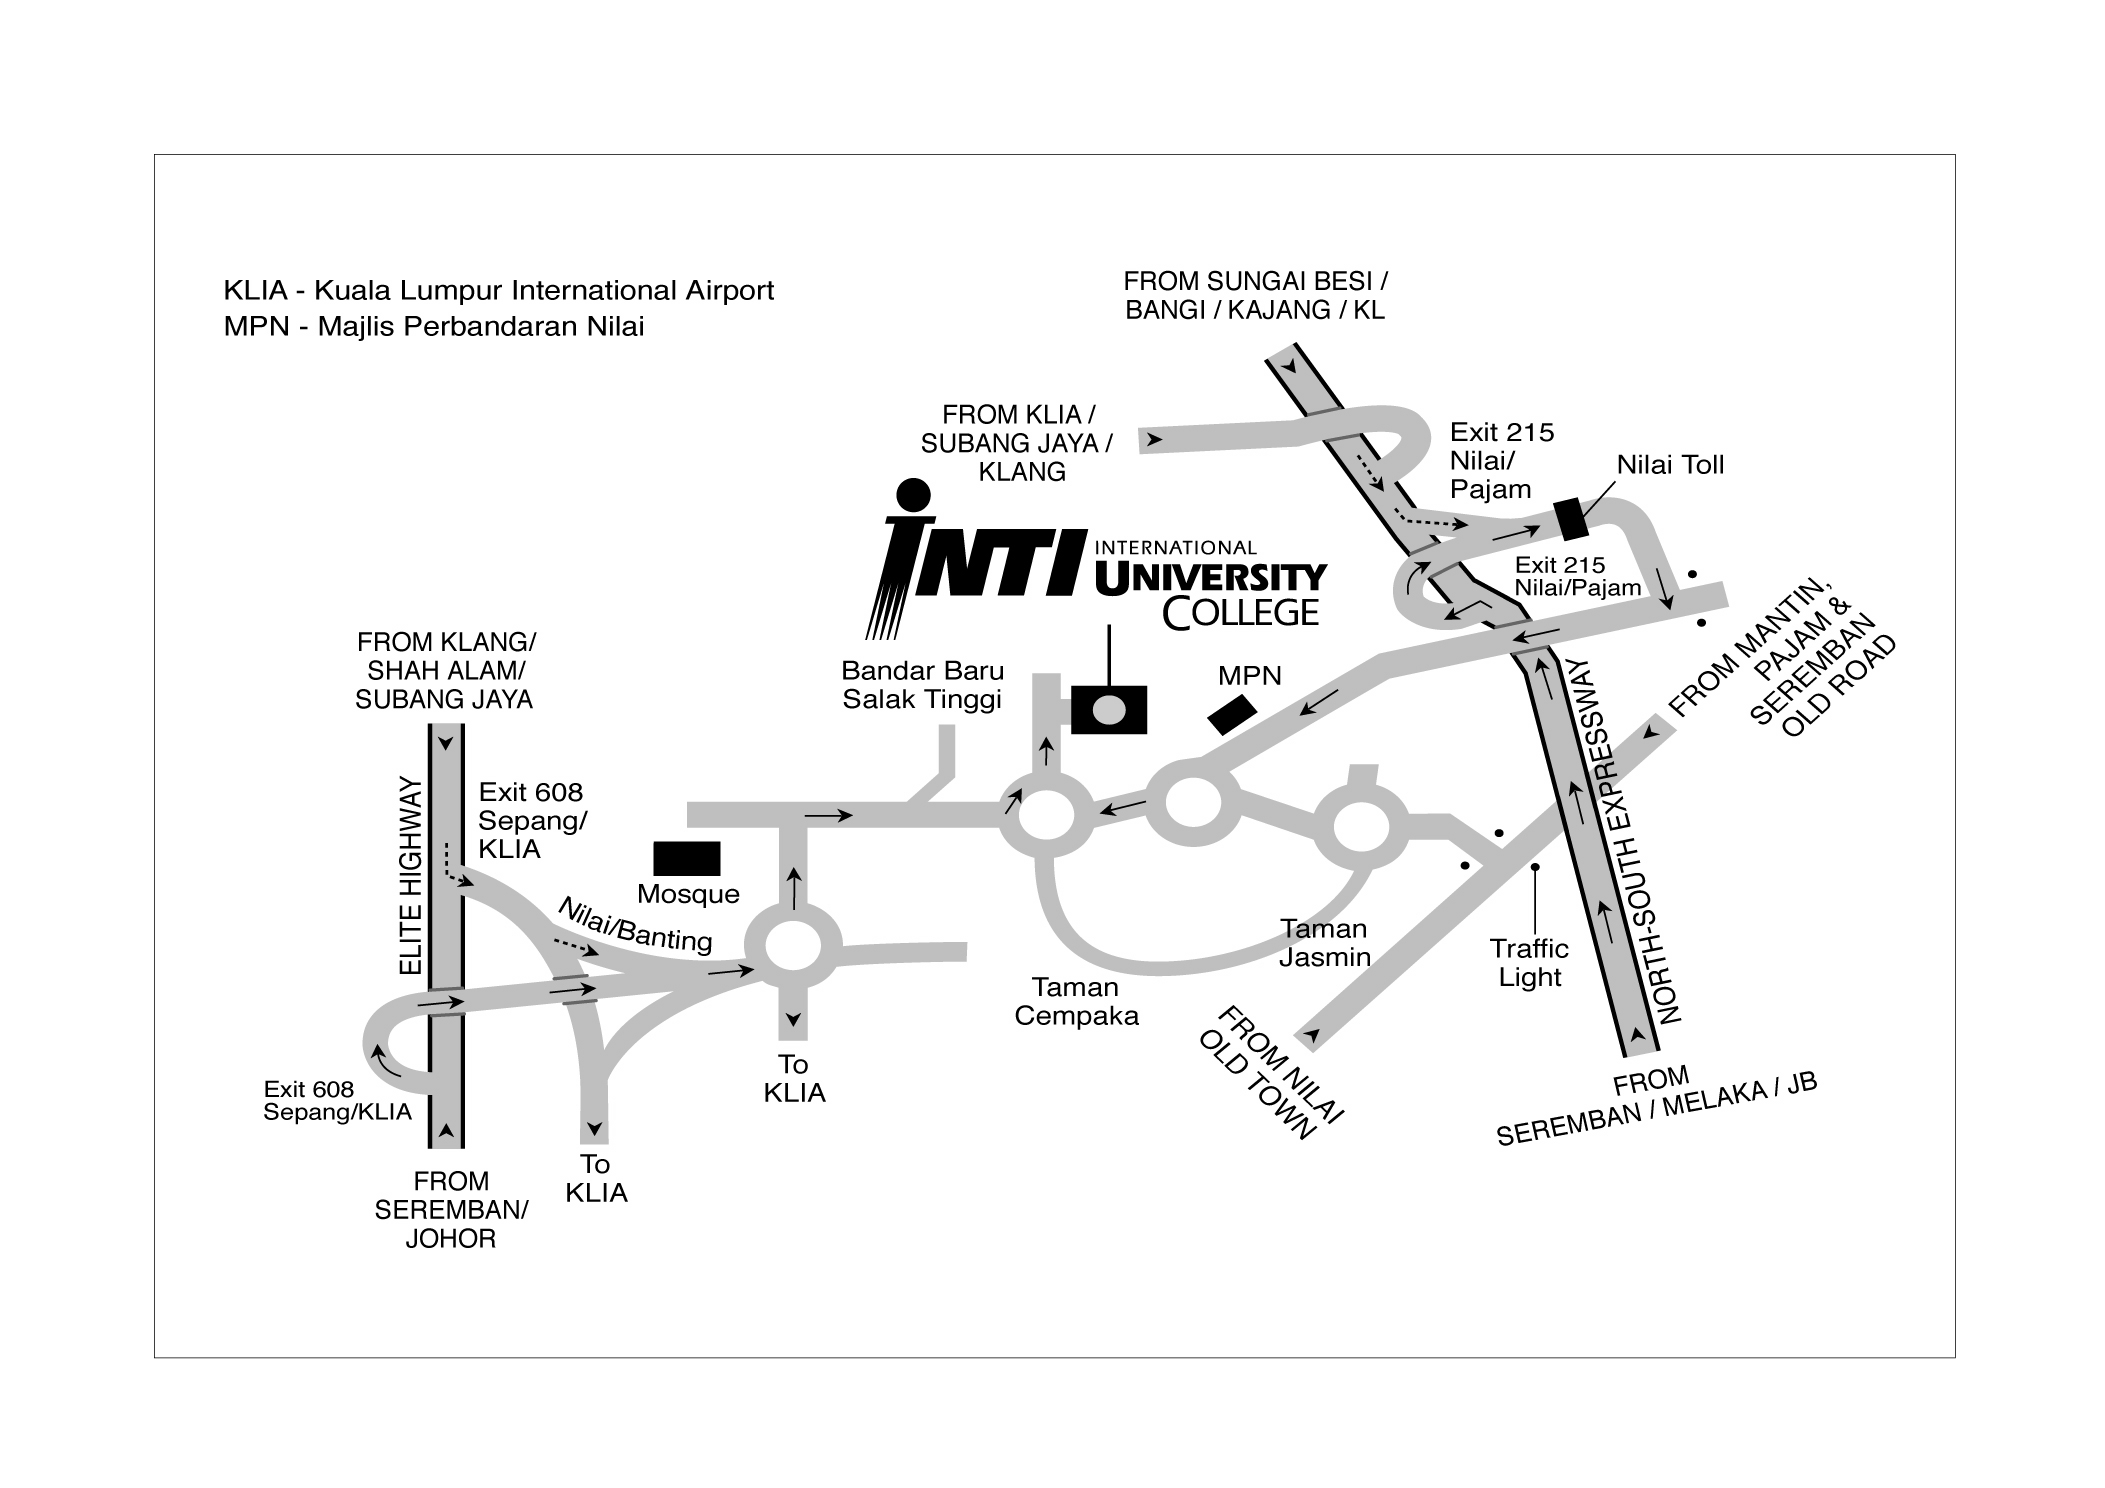 KLIA - Kuala Lumpur International Airport
MPN - Majlis Perbandaran Nilai
FROM SUNGAI BESI /
BANGI / KAJANG / KL
FROM KLIA /
SUBANG JAYA /
KLANG
Exit 215
Nilai/
Pajam
Nilai Toll
INTI
INTERNATIONAL
UNIVERSITY
COLLEGE
Exit 215
Nilai/Pajam
FROM MANTIN,
PAJAM &
SEREMBAN
OLD ROAD
FROM KLANG/
SHAH ALAM/
SUBANG JAYA
Bandar Baru
Salak Tinggi
MPN
NORTH-SOUTH EXPRESSWAY
ELITE HIGHWAY
Exit 608
Sepang/
KLIA
Mosque
Nilai/Banting
Taman
Jasmin
Traffic
Light
Taman
Cempaka
FROM NILAI
OLD TOWN
To
KLIA
Exit 608
Sepang/KLIA
FROM
SEREMBAN / MELAKA / JB
To
KLIA
FROM
SEREMBAN/
JOHOR